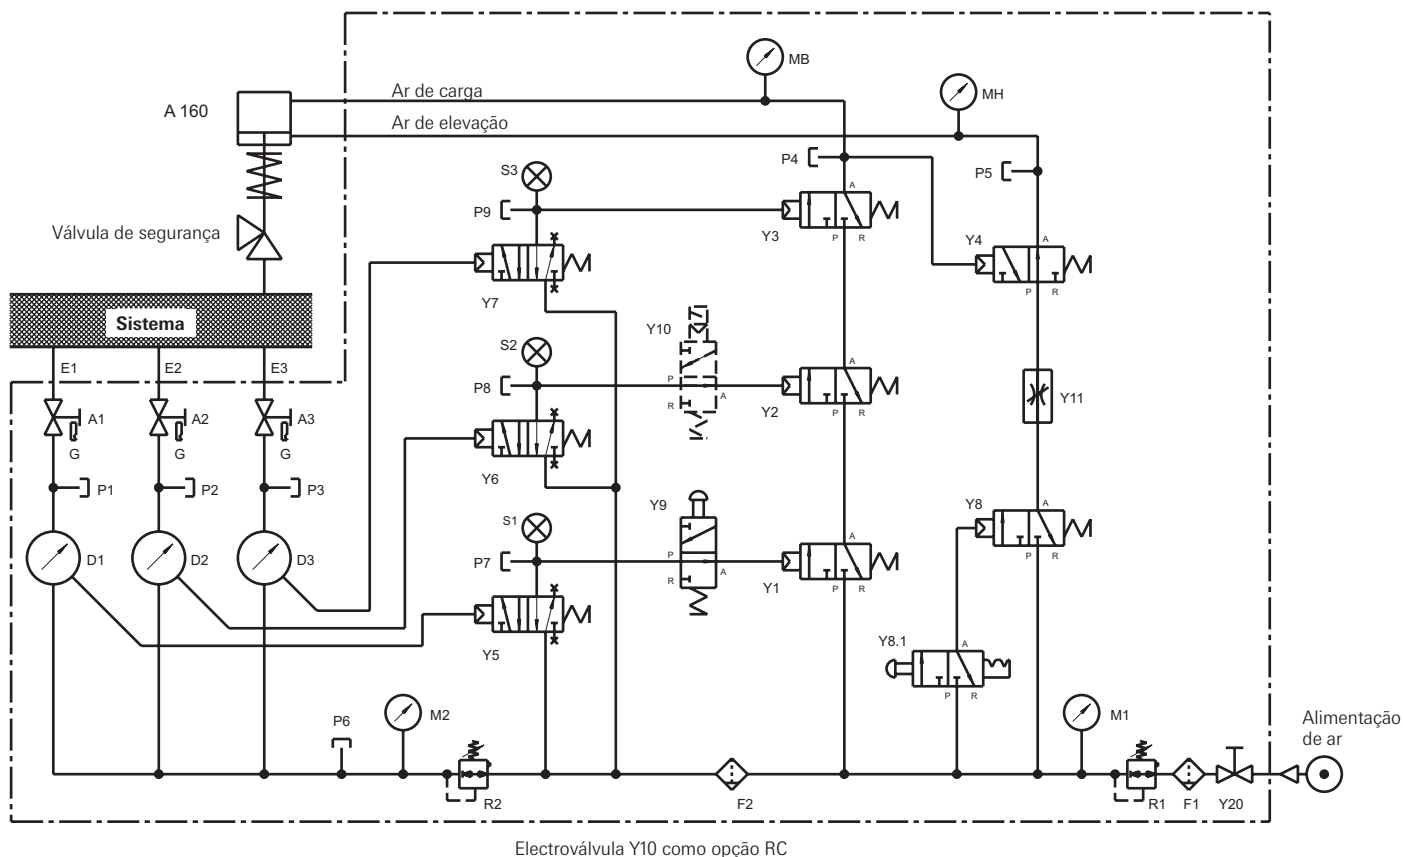 MB
Ar de carga
A 160
MH
Ar de elevação
P4
S3
P5
A
P9
Válvula de segurança
Y3
P
R
Y4
A
Y7
P
R
Sistema
Y10
S2
A
E1
E2
E3
P
P8
A
R
Y2
P
R
Y11
A1
A2
A3
G
G
G
Y6
P1
P2
P3
Y9
Y8
A
S1
A
D1
D2
D3
P7
P
A
R
Y1
P
R
P
R
Y5
Y8.1
A
P
R
P6
M2
M1
Alimentação
de ar
R2
F2
R1
F1
Y20
Electroválvula Y10 como opção RC